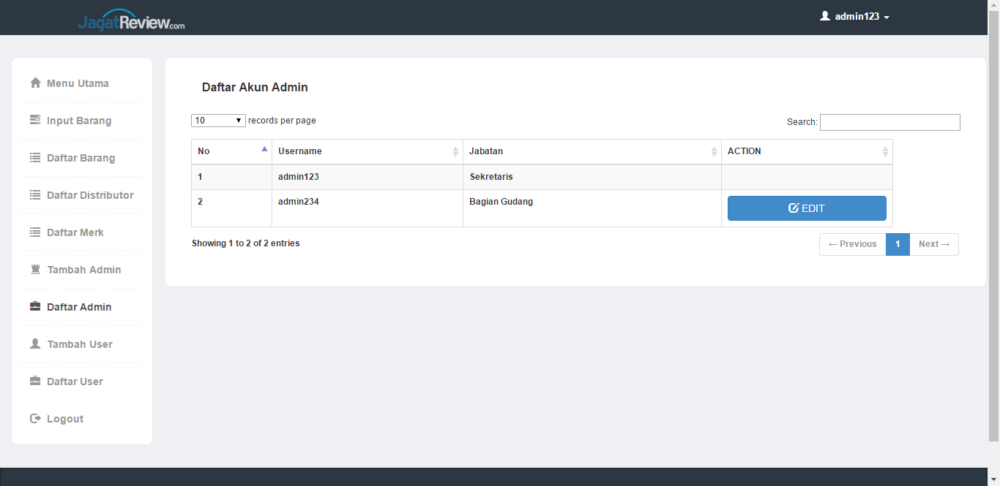 JagatReview.com
admin123
Menu Utama
Input Barang
Daftar Barang
Daftar Distributor
Daftar Merk
Tambah Admin
Daftar Admin
Tambah User
Daftar User
Logout
Daftar Akun Admin
10 records per page
Search:
No Username Jabatan ACTION
1 admin123 Sekretaris
2 admin234 Bagian Gudang EDIT
Showing 1 to 2 of 2 entries
← Previous 1 Next →